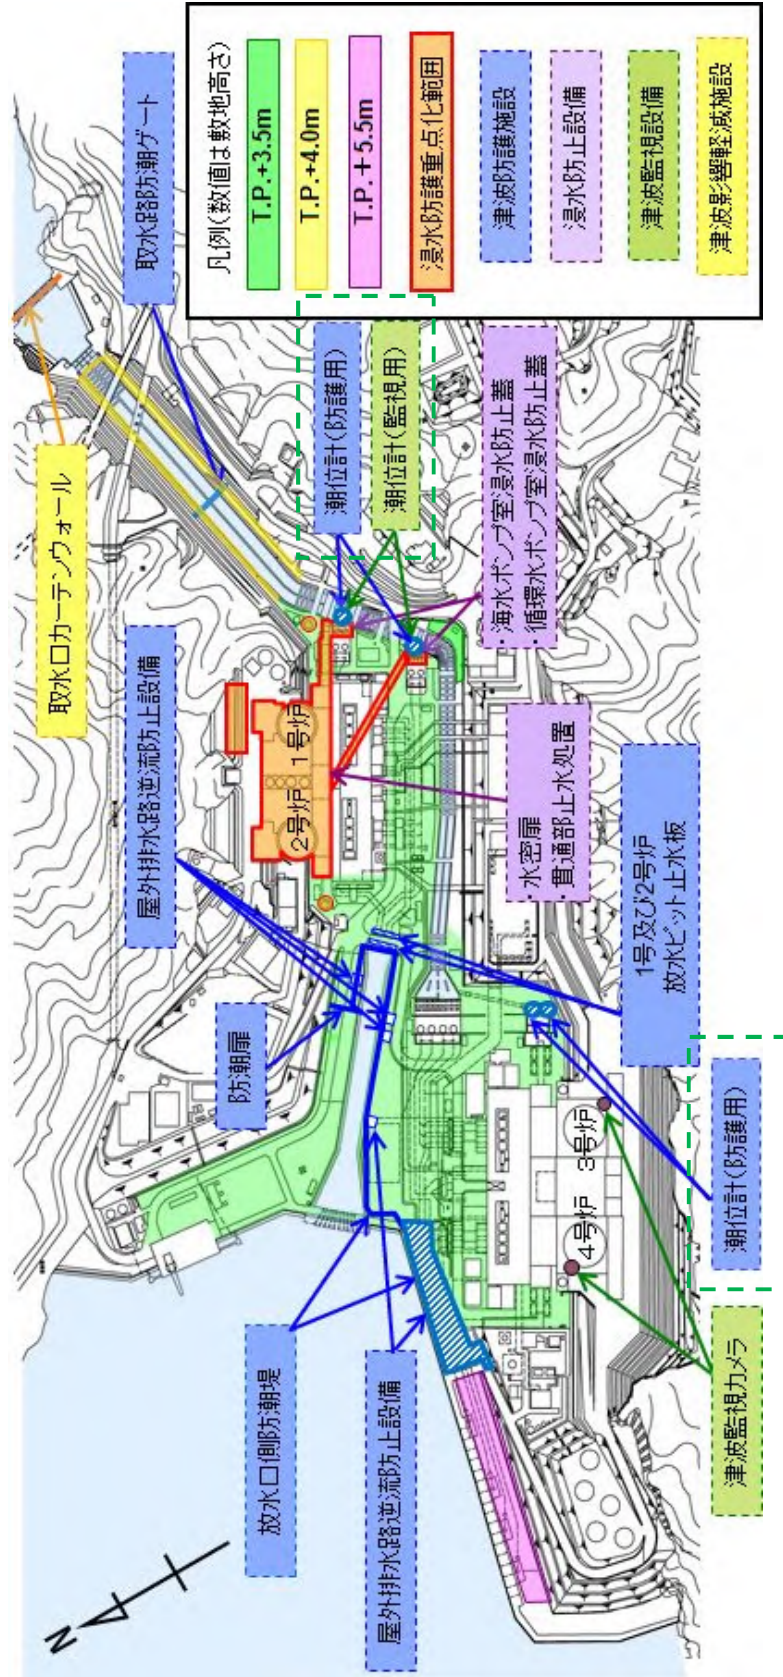 凡例(数値は敷地高さ)
T.P.+3.5m
T.P.+4.0m
T.P.+5.5m
浸水防護重点化範囲
津波防護施設
浸水防止設備
津波監視設備
津波影響軽減施設
取水路防潮ゲート
取水口カーテンウォール
潮位計(防護用)
潮位計(監視用)
・海水ポンプ室浸水防止蓋
・循環水ポンプ室浸水防止蓋
屋外排水路逆流防止設備
2号炉
1号炉
・水密扉
・貫通部止水処置
防潮扉
1号及び2号炉
放水ピット止水板
放水口側防潮堤
屋外排水路逆流防止設備
4号炉
3号炉
潮位計(防護用)
津波監視カメラ
N